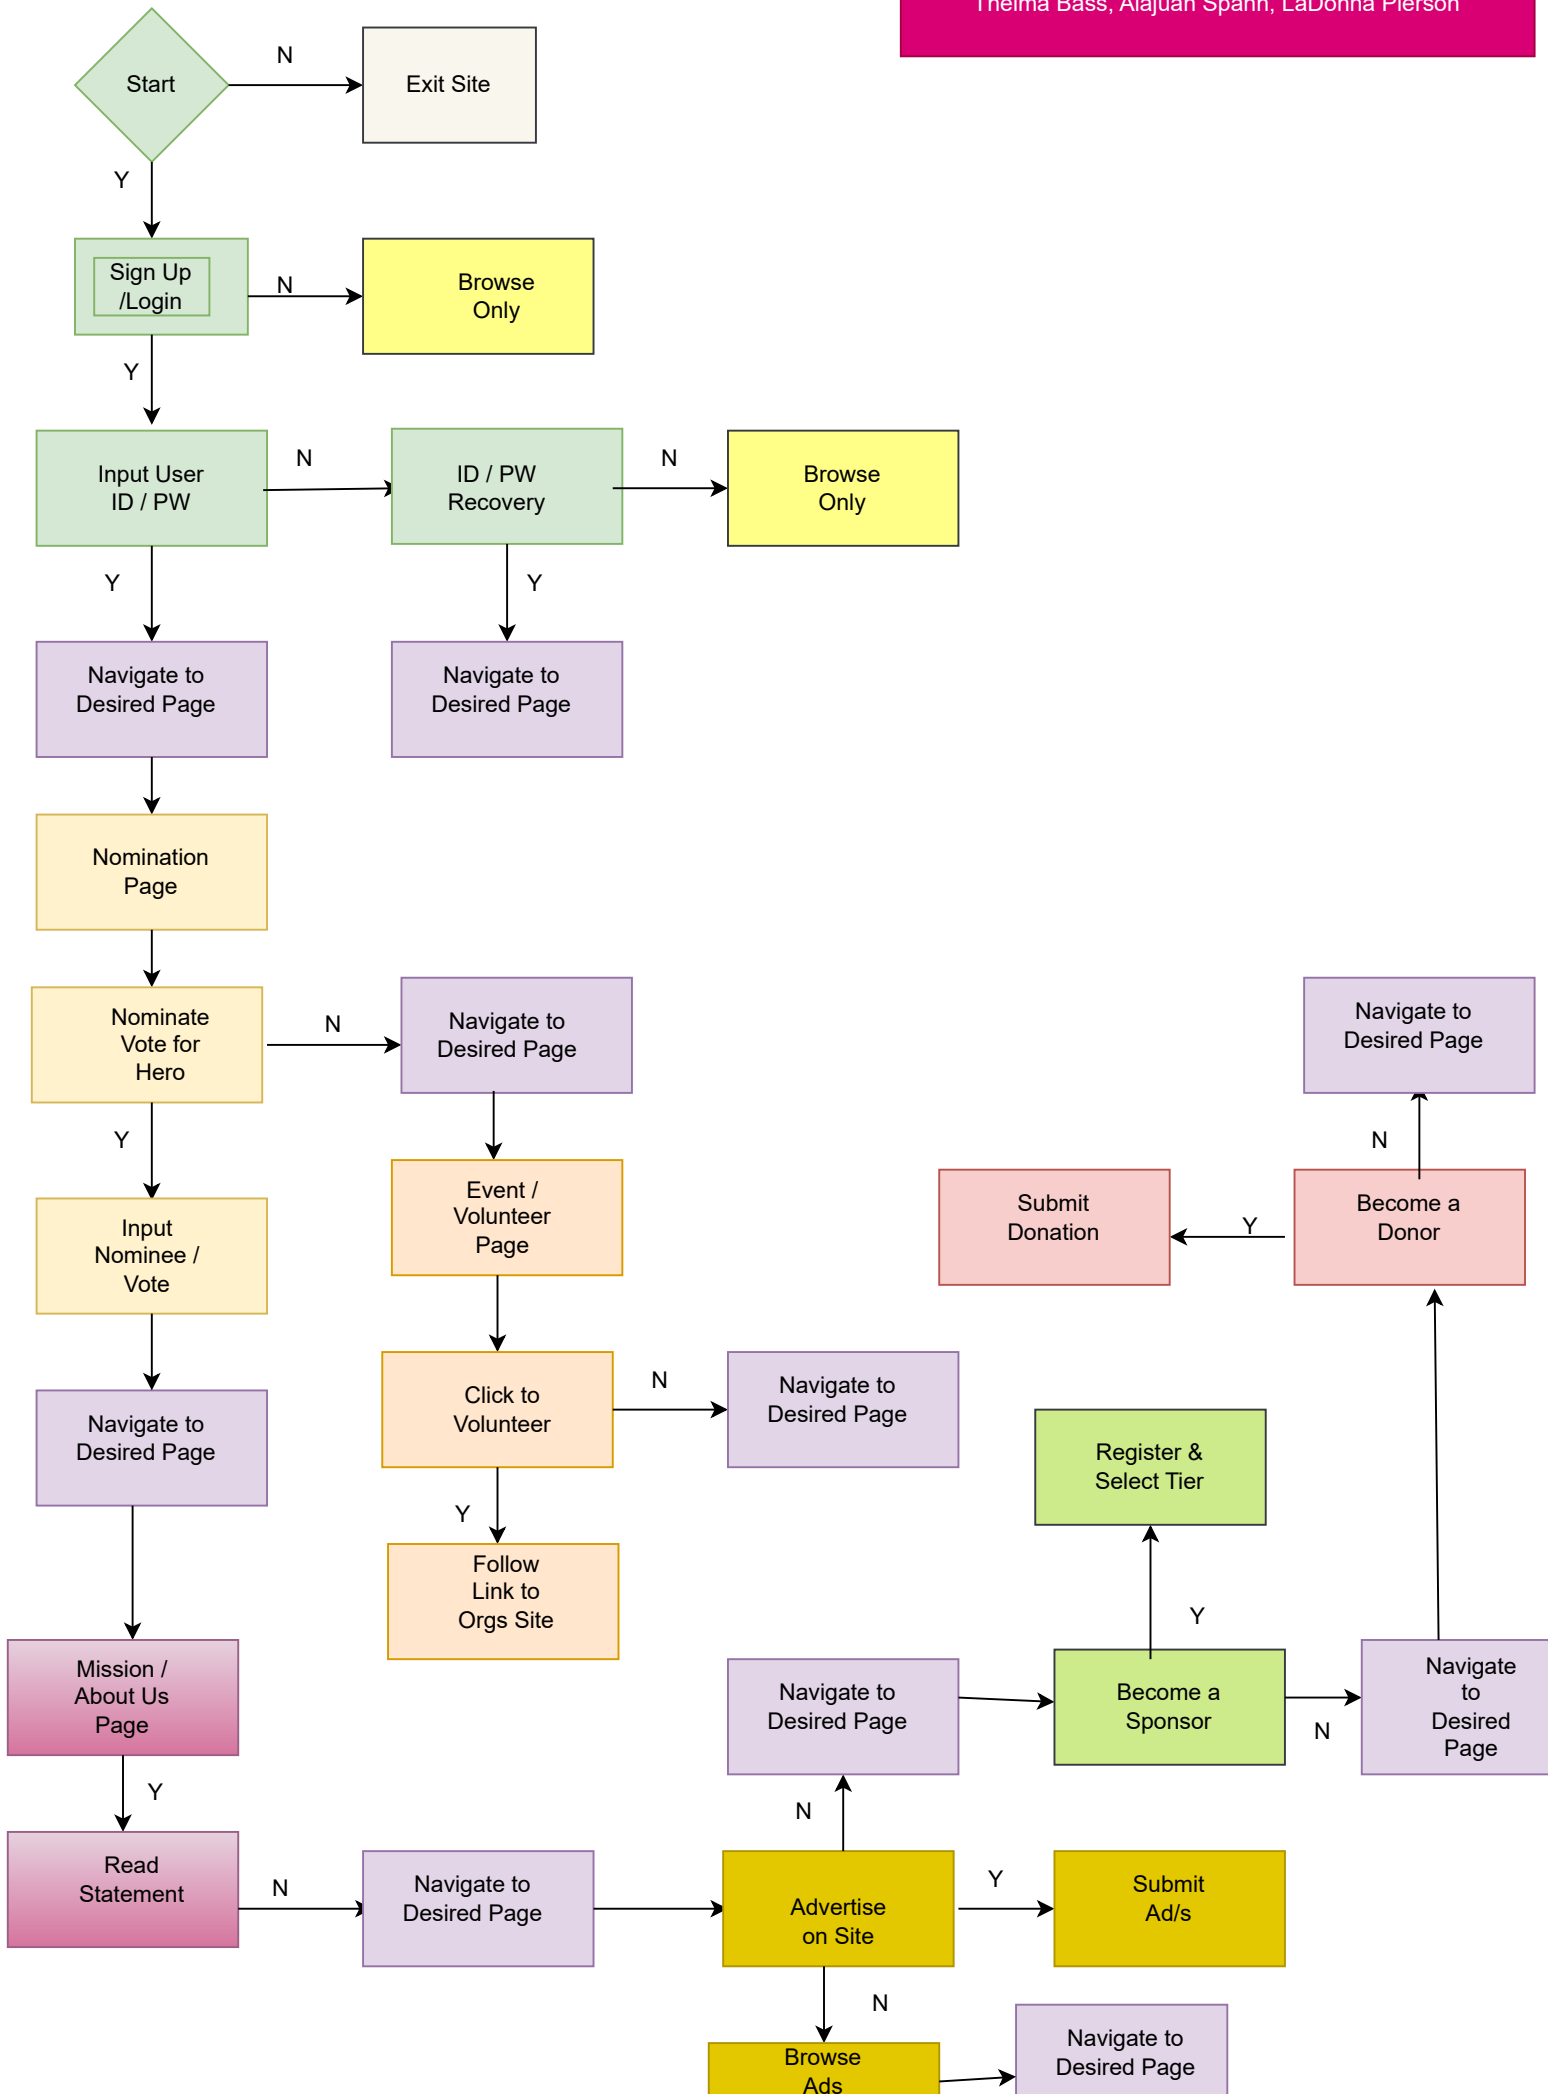 Thelma Bass, Alajuan Spann, LaDonna Pierson
Start
N
Exit Site
Y
Sign Up
/Login
N
Browse
Only
Y
Input User
ID / PW
N
ID / PW
Recovery
N
Browse
Only
Y
Y
Navigate to
Desired Page
Navigate to
Desired Page
Nomination
Page
Nominate
Vote for
Hero
N
Navigate to
Desired Page
Navigate to
Desired Page
Y
N
Input
Nominee /
Vote
Event /
Volunteer
Page
Submit
Donation
Y
Become a
Donor
Navigate to
Desired Page
Click to
Volunteer
N
Navigate to
Desired Page
Register &
Select Tier
Y
Follow
Link to
Orgs Site
Y
Mission /
About Us
Page
Navigate to
Desired Page
Become a
Sponsor
N
Navigate
to
Desired
Page
Y
N
Read
Statement
N
Navigate to
Desired Page
Advertise
on Site
Y
Submit
Ad/s
N
Browse
Ads
Navigate to
Desired Page